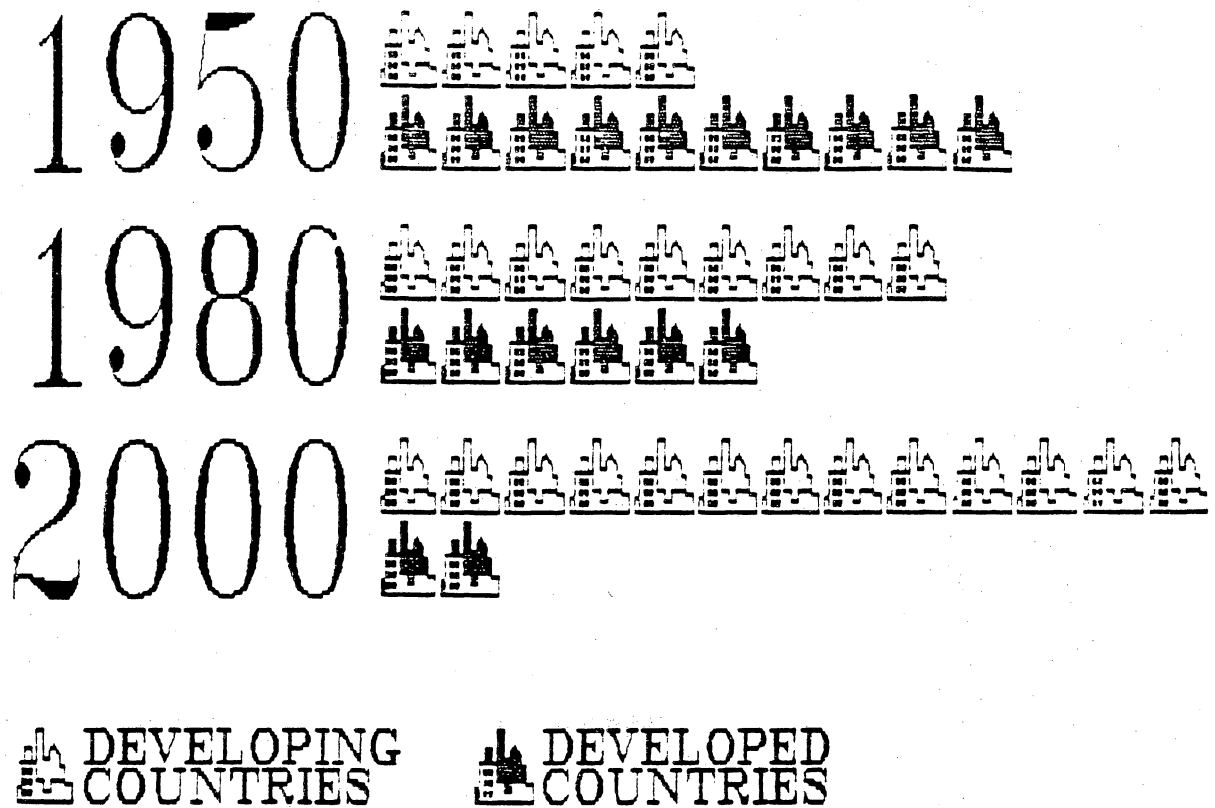 1950
1980
2000
DEVELOPING
COUNTRIES
DEVELOPED
COUNTRIES